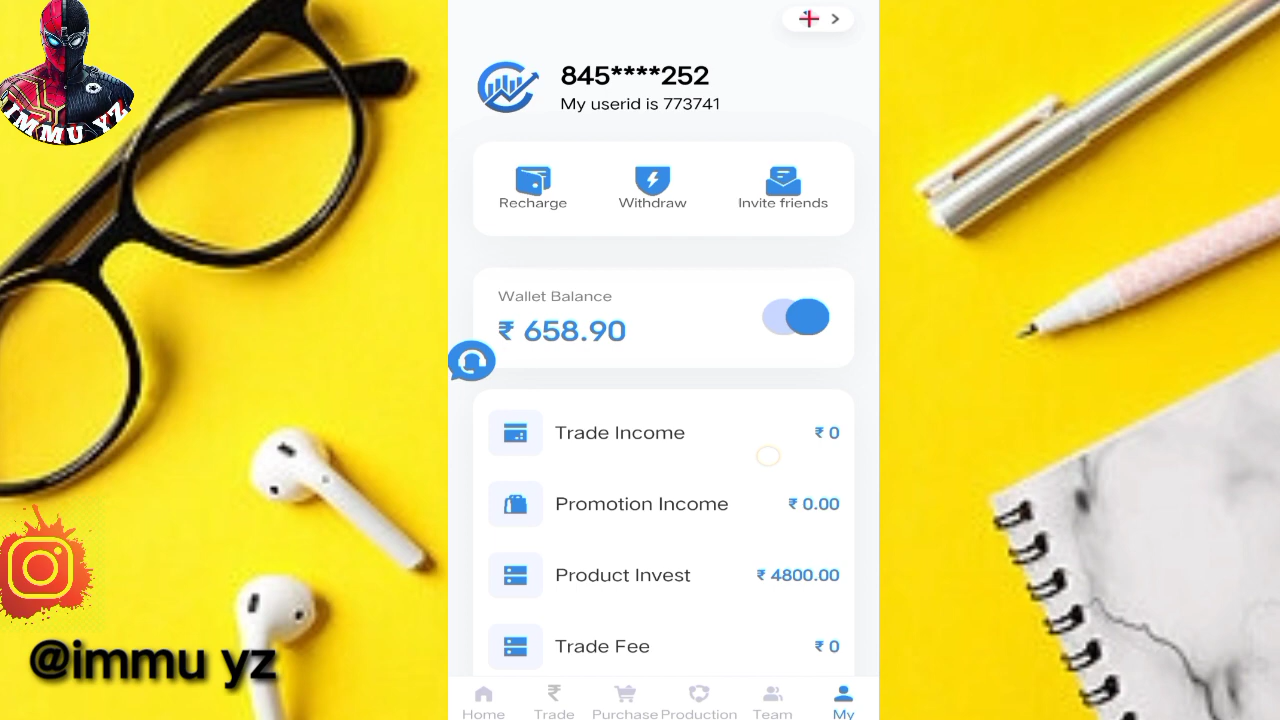 IMMU YZ
845****252
My userid is 773741
Recharge
Withdraw
Invite friends
Wallet Balance
₹ 658.90
Trade Income
₹ 0
Promotion Income
₹ 0.00
Product Invest
₹ 4800.00
Trade Fee
₹ 0
@immu yz
Home
Trade
Purchase
Production
Team
My